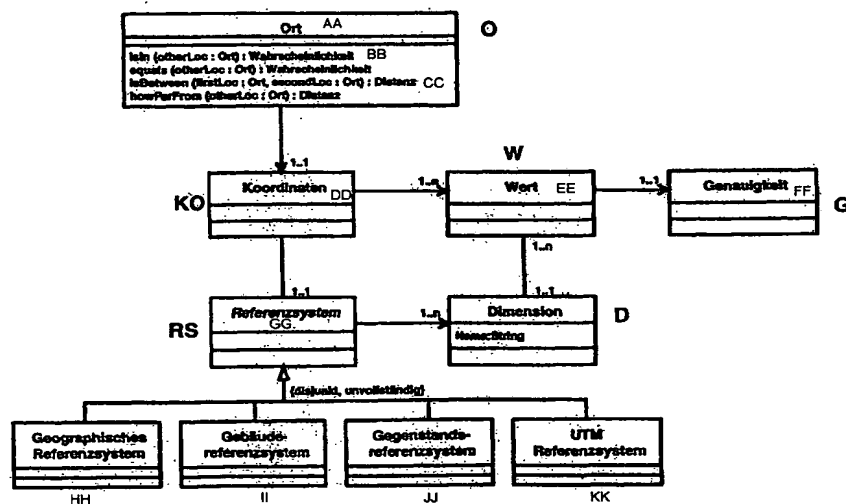 Ort AA O
isIn (otherLoc : Ort) : Wahrscheinlichkeit BB
equals (otherLoc : Ort) : Wahrscheinlichkeit
isBetween (firstLoc : Ort, secondLoc : Ort) : Distanz CC
howFarFrom (otherLoc : Ort) : Distanz
1..1 W
KO Koordinaten DD 1..n Wert EE 1..1 Genauigkeit FF G
1..n
1..1 1..1
RS Referenzsystem GG 1..n Dimension D
Name:String
{disjunkt, unvollständig}
Geographisches Referenzsystem
Gebäude-referenzsystem
Gegenstands-referenzsystem
UTM Referenzsystem
HH II JJ KK